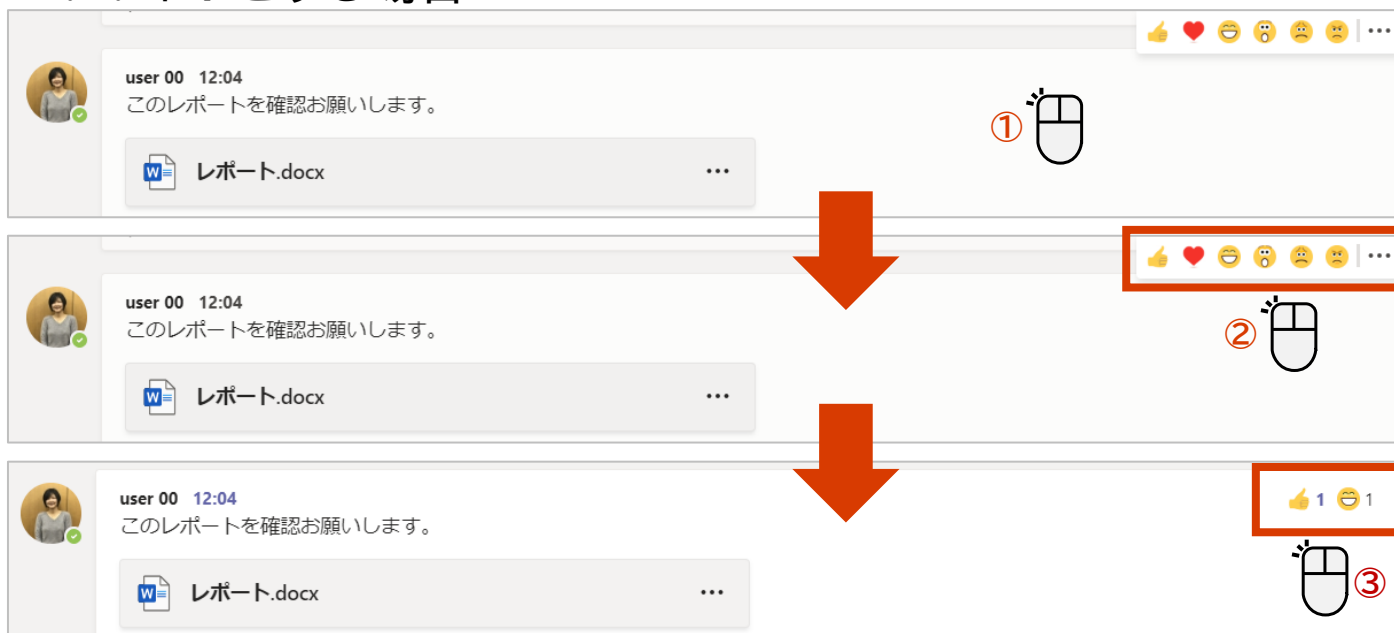 user 00 12:04
このレポートを確認お願いします。
①
レポート.docx
user 00 12:04
このレポートを確認お願いします。
②
レポート.docx
user 00 12:04
1 1
このレポートを確認お願いします。
レポート.docx
③